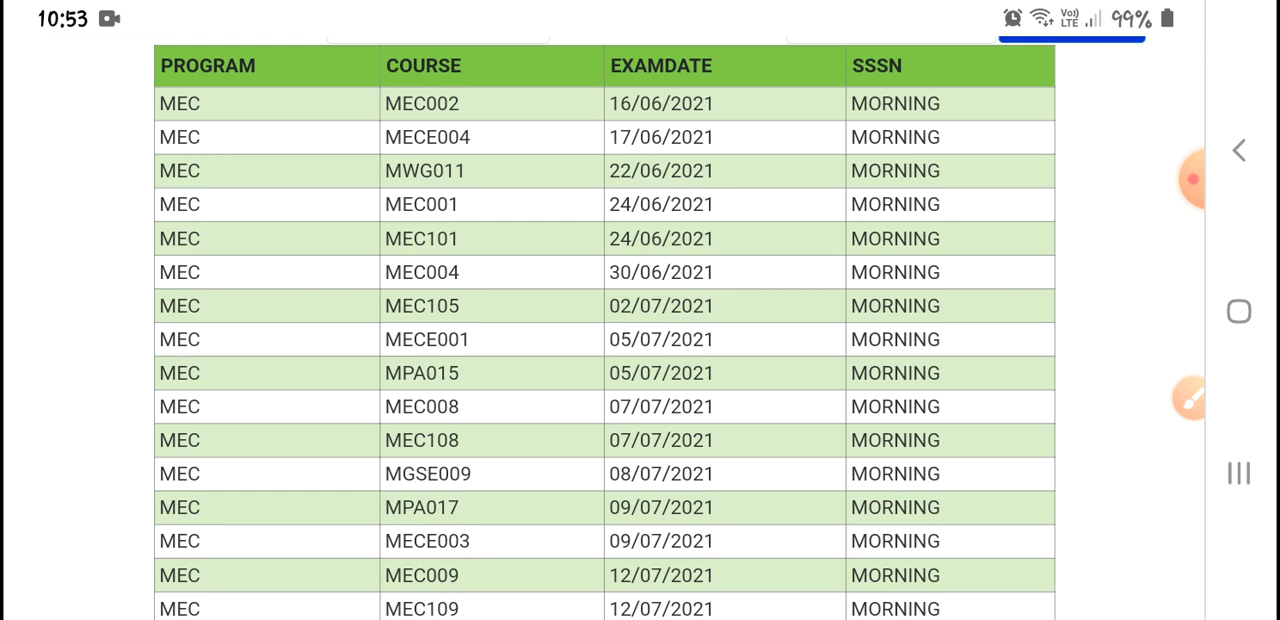 10:53 Vo)) LTE 99%
PROGRAM COURSE EXAMDATE SSSN
MEC MEC002 16/06/2021 MORNING
MEC MECE004 17/06/2021 MORNING
MEC MWG011 22/06/2021 MORNING
MEC MEC001 24/06/2021 MORNING
MEC MEC101 24/06/2021 MORNING
MEC MEC004 30/06/2021 MORNING
MEC MEC105 02/07/2021 MORNING
MEC MECE001 05/07/2021 MORNING
MEC MPA015 05/07/2021 MORNING
MEC MEC008 07/07/2021 MORNING
MEC MEC108 07/07/2021 MORNING
MEC MGSE009 08/07/2021 MORNING
MEC MPA017 09/07/2021 MORNING
MEC MECE003 09/07/2021 MORNING
MEC MEC009 12/07/2021 MORNING
MEC MEC109 12/07/2021 MORNING